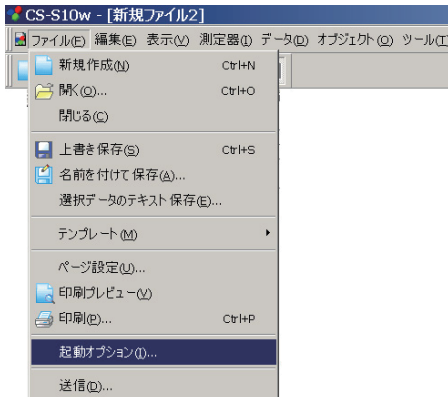 CS-S10w - [新規ファイル2]
ファイル(F) 編集(E) 表示(V) 測定器(I) データ(D) オブジェクト(O) ツール(T)
新規作成(N) Ctrl+N
開く(O)... Ctrl+O
閉じる(C)
上書き保存(S) Ctrl+S
名前を付けて保存(A)...
選択データのテキスト保存(E)...
テンプレート(M)
ページ設定(U)...
印刷プレビュー(V)
印刷(P)... Ctrl+P
起動オプション(I)...
送信(D)...